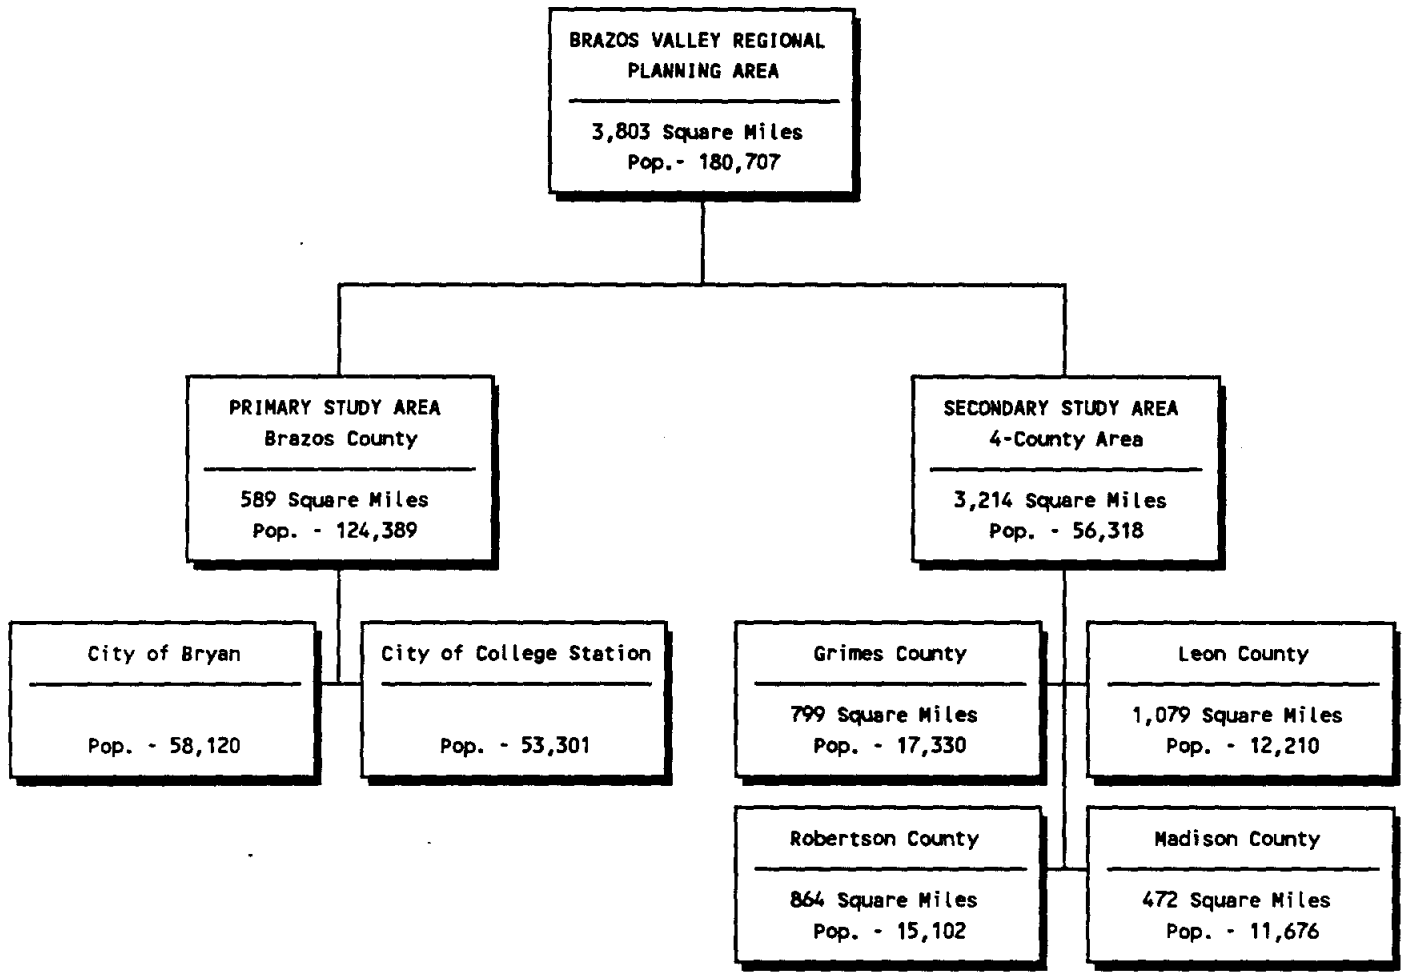 BRAZOS VALLEY REGIONAL
PLANNING AREA
3,803 Square Miles
Pop.- 180,707
PRIMARY STUDY AREA
Brazos County
589 Square Miles
Pop. - 124,389
SECONDARY STUDY AREA
4-County Area
3,214 Square Miles
Pop. - 56,318
City of Bryan
Pop. - 58,120
City of College Station
Pop. - 53,301
Grimes County
799 Square Miles
Pop. - 17,330
Leon County
1,079 Square Miles
Pop. - 12,210
Robertson County
864 Square Miles
Pop. - 15,102
Madison County
472 Square Miles
Pop. - 11,676